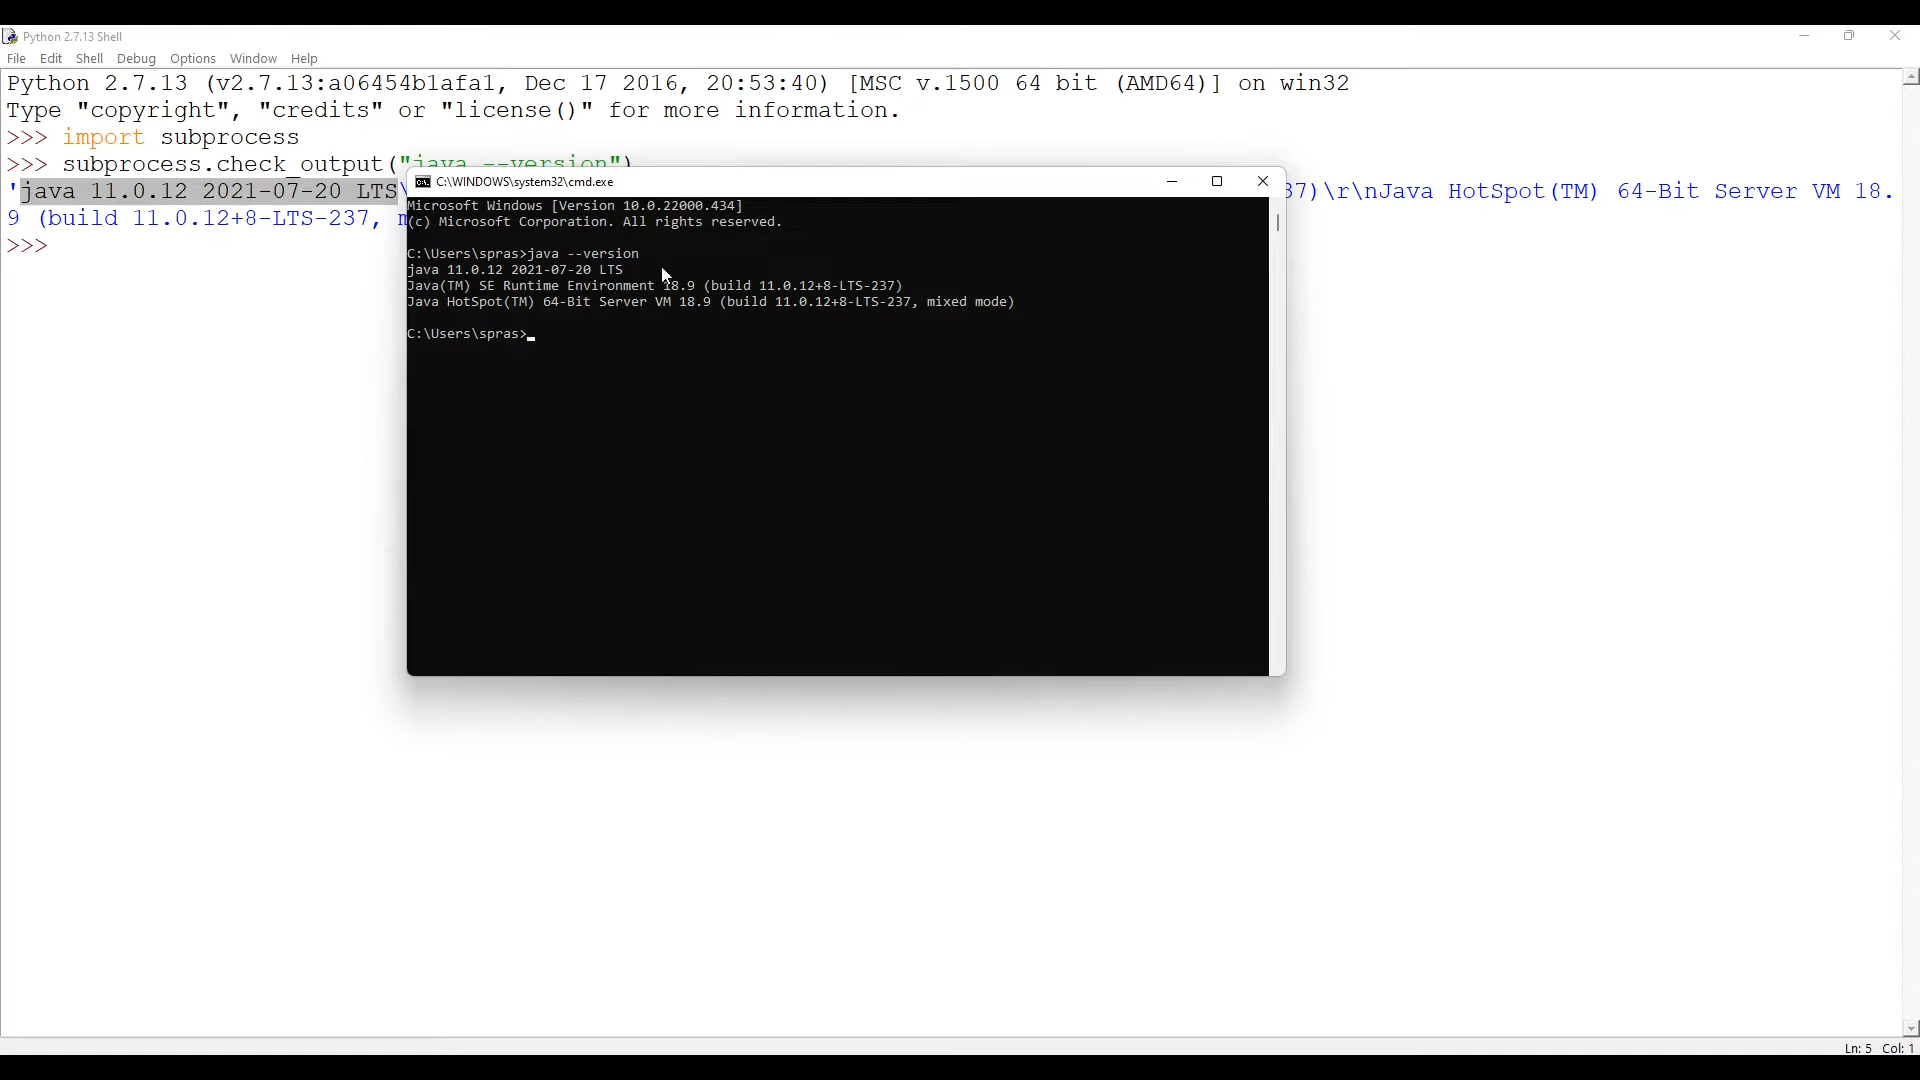 Python 2.7.13 Shell
File Edit Shell Debug Options Window Help
Python 2.7.13 (v2.7.13:a06454b1afa1, Dec 17 2016, 20:53:40) [MSC v.1500 64 bit (AMD64)] on win32
Type "copyright", "credits" or "license()" for more information.
>>> import subprocess
>>> subprocess.check_output("java --version")
'java 11.0.12 2021-07-20 LTS\ 37)\r\nJava HotSpot(TM) 64-Bit Server VM 18.
9 (build 11.0.12+8-LTS-237, m
>>>
C:\WINDOWS\system32\cmd.exe
Microsoft Windows [Version 10.0.22000.434]
(c) Microsoft Corporation. All rights reserved.
C:\Users\spras>java --version
java 11.0.12 2021-07-20 LTS
Java(TM) SE Runtime Environment 18.9 (build 11.0.12+8-LTS-237)
Java HotSpot(TM) 64-Bit Server VM 18.9 (build 11.0.12+8-LTS-237, mixed mode)
C:\Users\spras>
Ln: 5 Col: 1